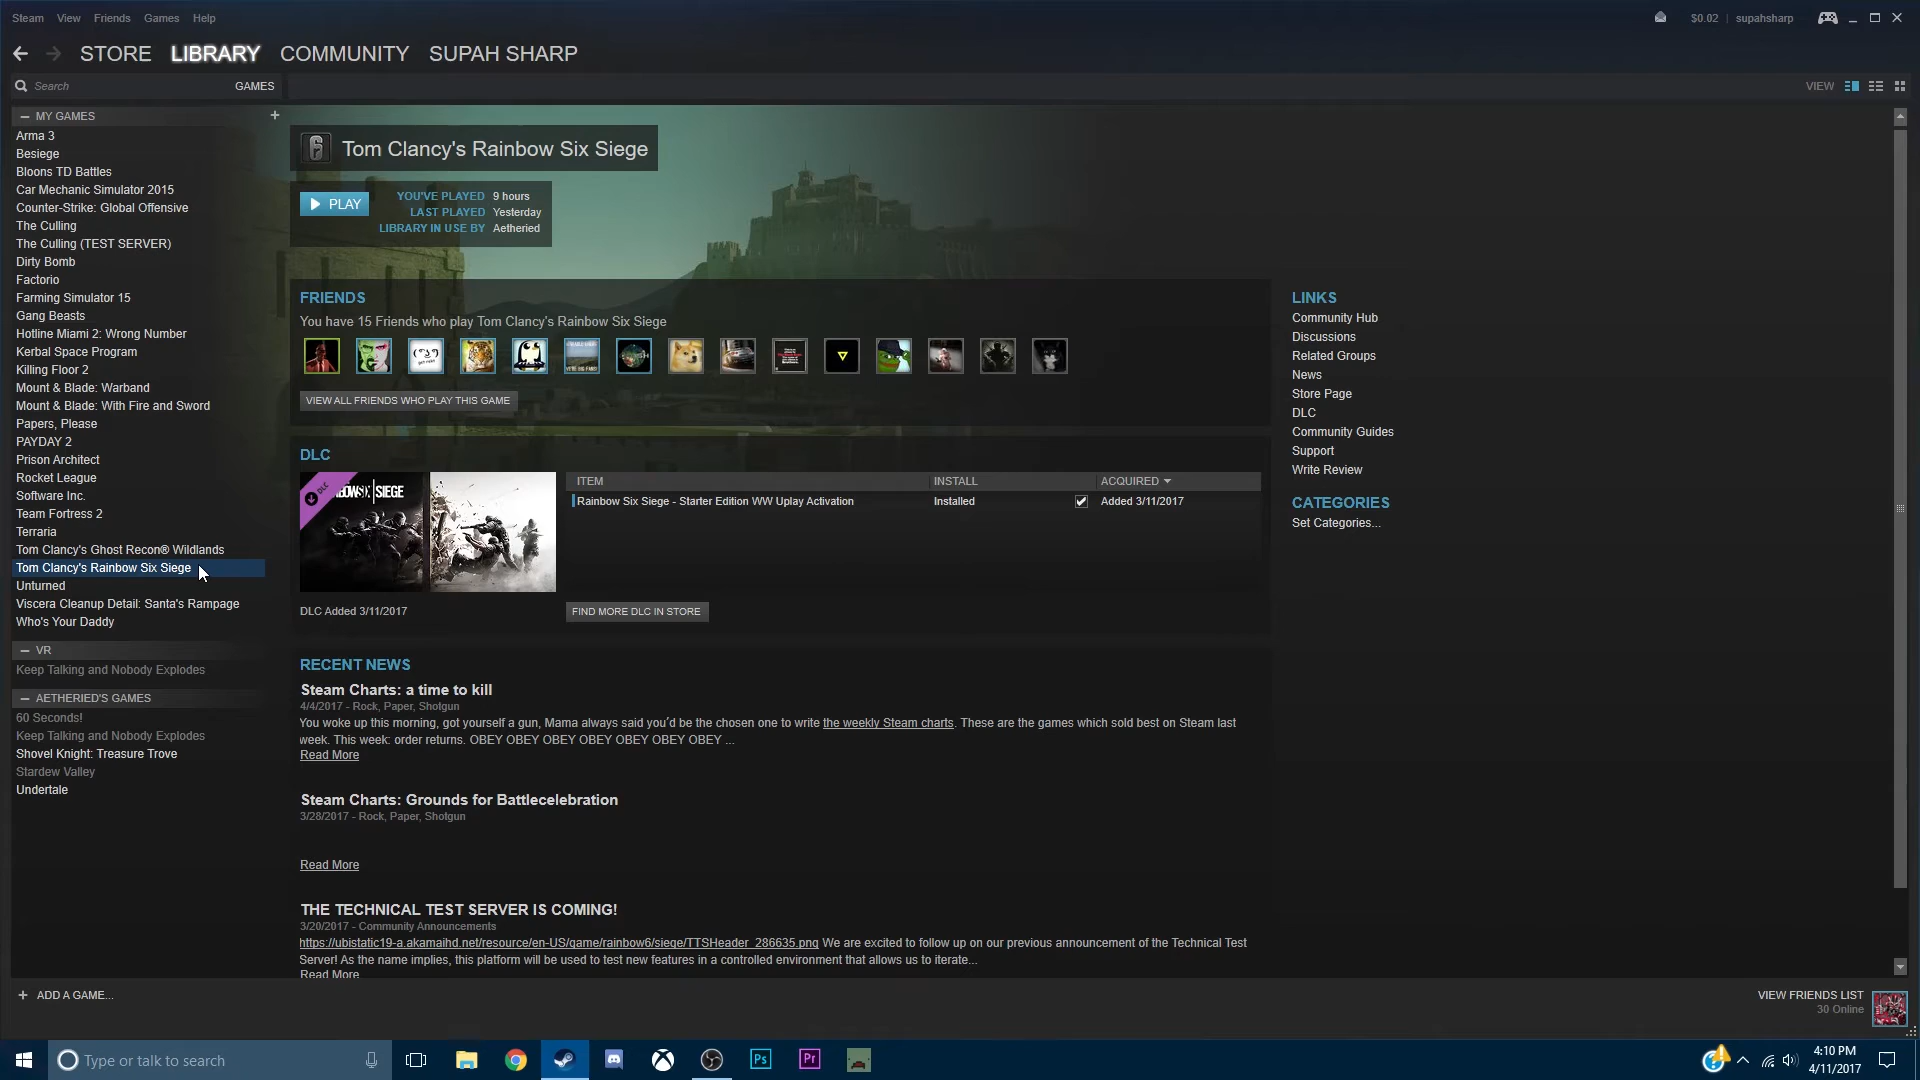 Steam View Friends Games Help
$0.02 | supahsharp
STORE LIBRARY COMMUNITY SUPAH SHARP
Search GAMES
VIEW
— MY GAMES +
Arma 3
Besiege
Bloons TD Battles
Car Mechanic Simulator 2015
Counter-Strike: Global Offensive
The Culling
The Culling (TEST SERVER)
Dirty Bomb
Factorio
Farming Simulator 15
Gang Beasts
Hotline Miami 2: Wrong Number
Kerbal Space Program
Killing Floor 2
Mount & Blade: Warband
Mount & Blade: With Fire and Sword
Papers, Please
PAYDAY 2
Prison Architect
Rocket League
Software Inc.
Team Fortress 2
Terraria
Tom Clancy's Ghost Recon® Wildlands
Tom Clancy's Rainbow Six Siege
Unturned
Viscera Cleanup Detail: Santa's Rampage
Who's Your Daddy
— VR
Keep Talking and Nobody Explodes
— AETHERIED'S GAMES
60 Seconds!
Keep Talking and Nobody Explodes
Shovel Knight: Treasure Trove
Stardew Valley
Undertale
+ ADD A GAME...
6 Tom Clancy's Rainbow Six Siege
PLAY
YOU'VE PLAYED 9 hours
LAST PLAYED Yesterday
LIBRARY IN USE BY Aetheried
FRIENDS
You have 15 Friends who play Tom Clancy's Rainbow Six Siege
VIEW ALL FRIENDS WHO PLAY THIS GAME
DLC
DLC
SIEGE
DLC Added 3/11/2017
ITEM INSTALL ACQUIRED
Rainbow Six Siege - Starter Edition WW Uplay Activation Installed Added 3/11/2017
FIND MORE DLC IN STORE
RECENT NEWS
Steam Charts: a time to kill
4/4/2017 - Rock, Paper, Shotgun
You woke up this morning, got yourself a gun, Mama always said you'd be the chosen one to write the weekly Steam charts. These are the games which sold best on Steam last
week. This week: order returns. OBEY OBEY OBEY OBEY OBEY OBEY OBEY ...
Read More
Steam Charts: Grounds for Battlecelebration
3/28/2017 - Rock, Paper, Shotgun
Read More
THE TECHNICAL TEST SERVER IS COMING!
3/20/2017 - Community Announcements
https://ubistatic19-a.akamaihd.net/resource/en-US/game/rainbow6/siege/TTSHeader_286635.png We are excited to follow up on our previous announcement of the Technical Test
Server! As the name implies, this platform will be used to test new features in a controlled environment that allows us to iterate...
Read More
LINKS
Community Hub
Discussions
Related Groups
News
Store Page
DLC
Community Guides
Support
Write Review
CATEGORIES
Set Categories...
VIEW FRIENDS LIST
30 Online
Type or talk to search
Ps
Pr
4:10 PM
4/11/2017